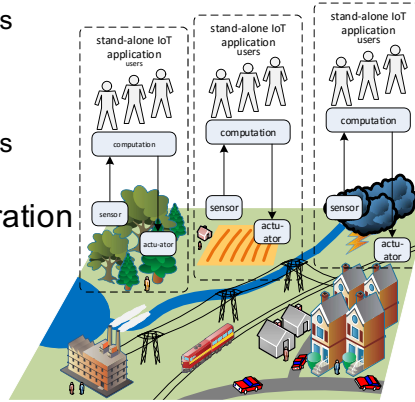 s
s
ration
stand-alone IoT
application
users
computation
sensor
actu-ator
stand-alone IoT
application
users
computation
sensor
actu-
ator
stand-alone IoT
application
users
computation
sensor
actu-
ator